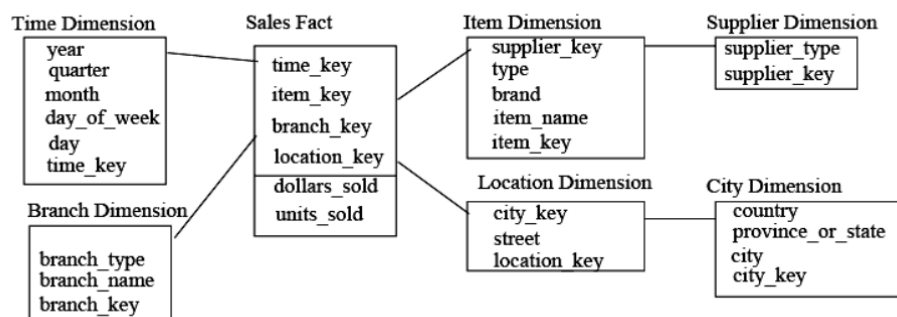 Time Dimension
year
quarter
month
day_of_week
day
time_key
Branch Dimension
branch_type
branch_name
branch_key
Sales Fact
time_key
item_key
branch_key
location_key
dollars_sold
units_sold
Item Dimension
supplier_key
type
brand
item_name
item_key
Location Dimension
city_key
street
location_key
Supplier Dimension
supplier_type
supplier_key
City Dimension
country
province_or_state
city
city_key